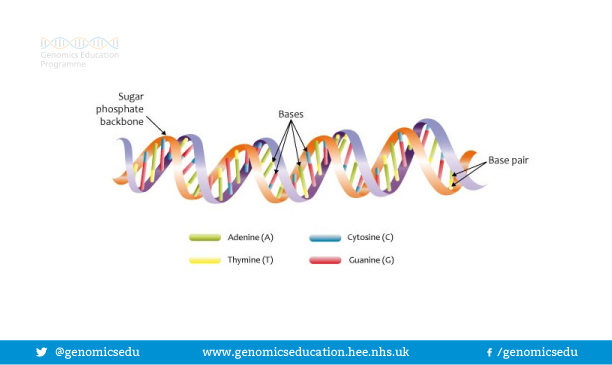 Genomics Education
Programme
Sugar
phosphate
backbone
Bases
Base pair
Adenine (A)
Cytosine (C)
Thymine (T)
Guanine (G)
@genomicsedu
www.genomicseducation.hee.nhs.uk
/genomicsedu